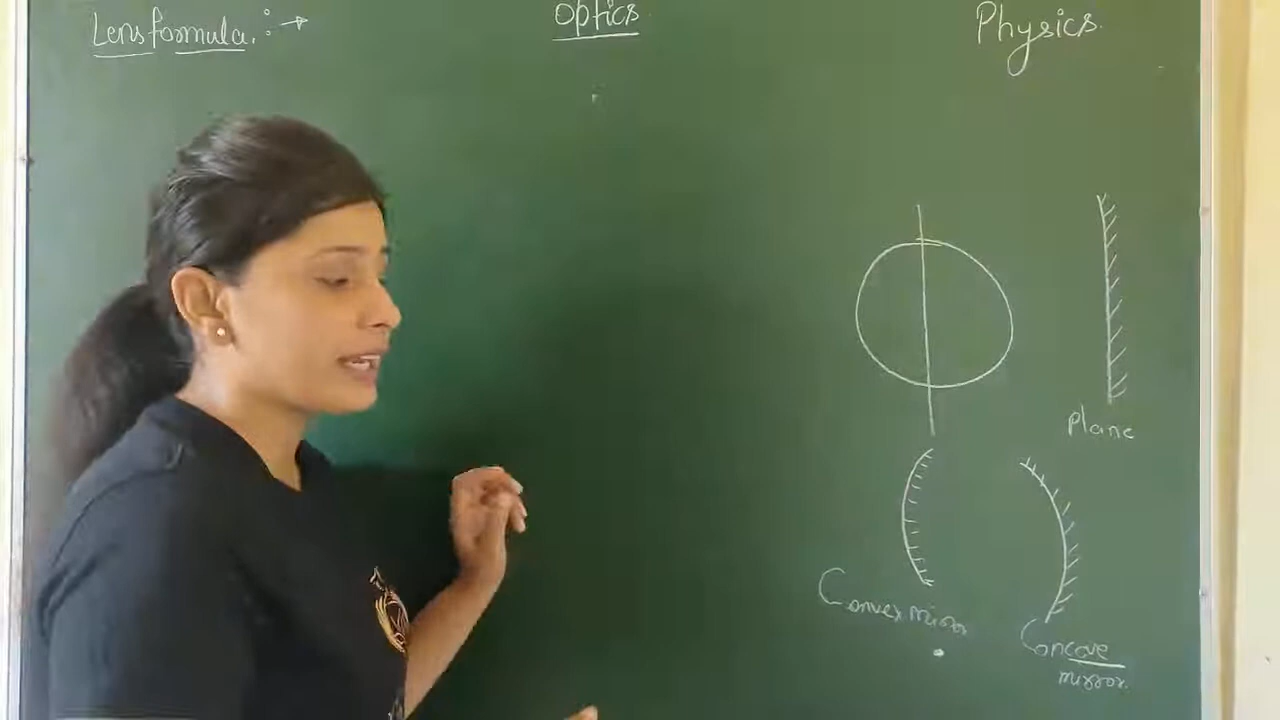 Lens formula :→
Optics
Physics
Plane
Convex mirror
Concave
mirror